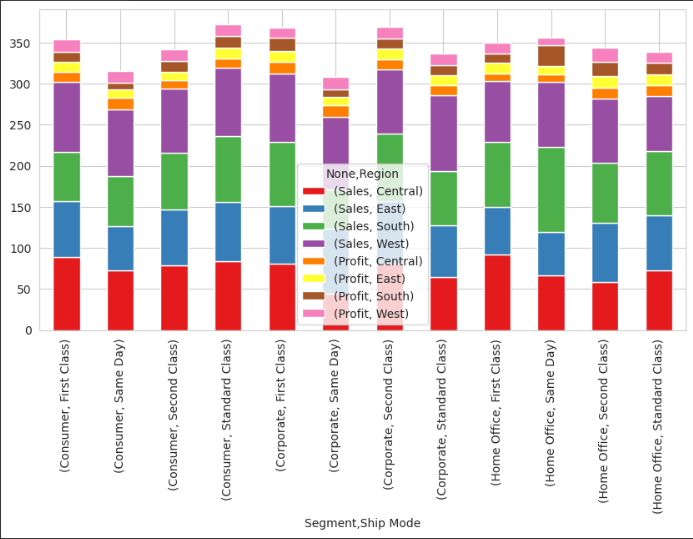 350
300
250
200
150
100
50
0
None,Region
(Sales, Central)
(Sales, East)
(Sales, South)
(Sales, West)
(Profit, Central)
(Profit, East)
(Profit, South)
(Profit, West)
(Consumer, First Class)
(Consumer, Same Day)
(Consumer, Second Class)
(Consumer, Standard Class)
(Corporate, First Class)
(Corporate, Same Day)
(Corporate, Second Class)
(Corporate, Standard Class)
(Home Office, First Class)
(Home Office, Same Day)
(Home Office, Second Class)
(Home Office, Standard Class)
Segment,Ship Mode